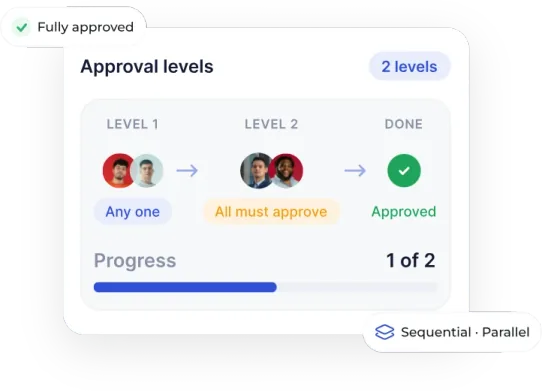 Fully approved
Approval levels
2 levels
LEVEL 1
LEVEL 2
DONE
Any one
All must approve
Approved
Progress
1 of 2
Sequential · Parallel